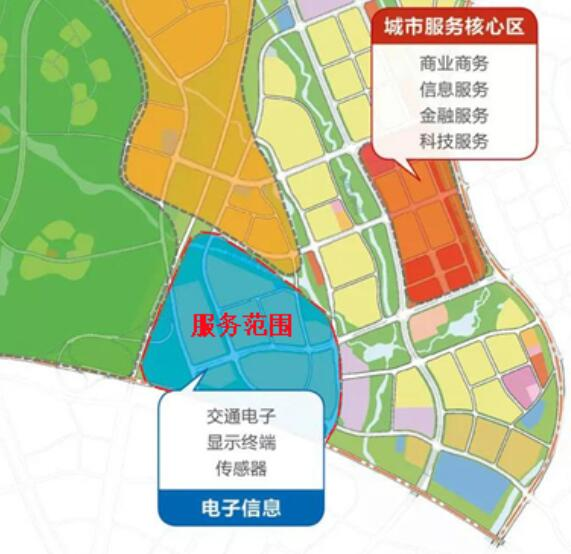 城市服务核心区
商业商务
信息服务
金融服务
科技服务
服务范围
交通电子
显示终端
传感器
电子信息